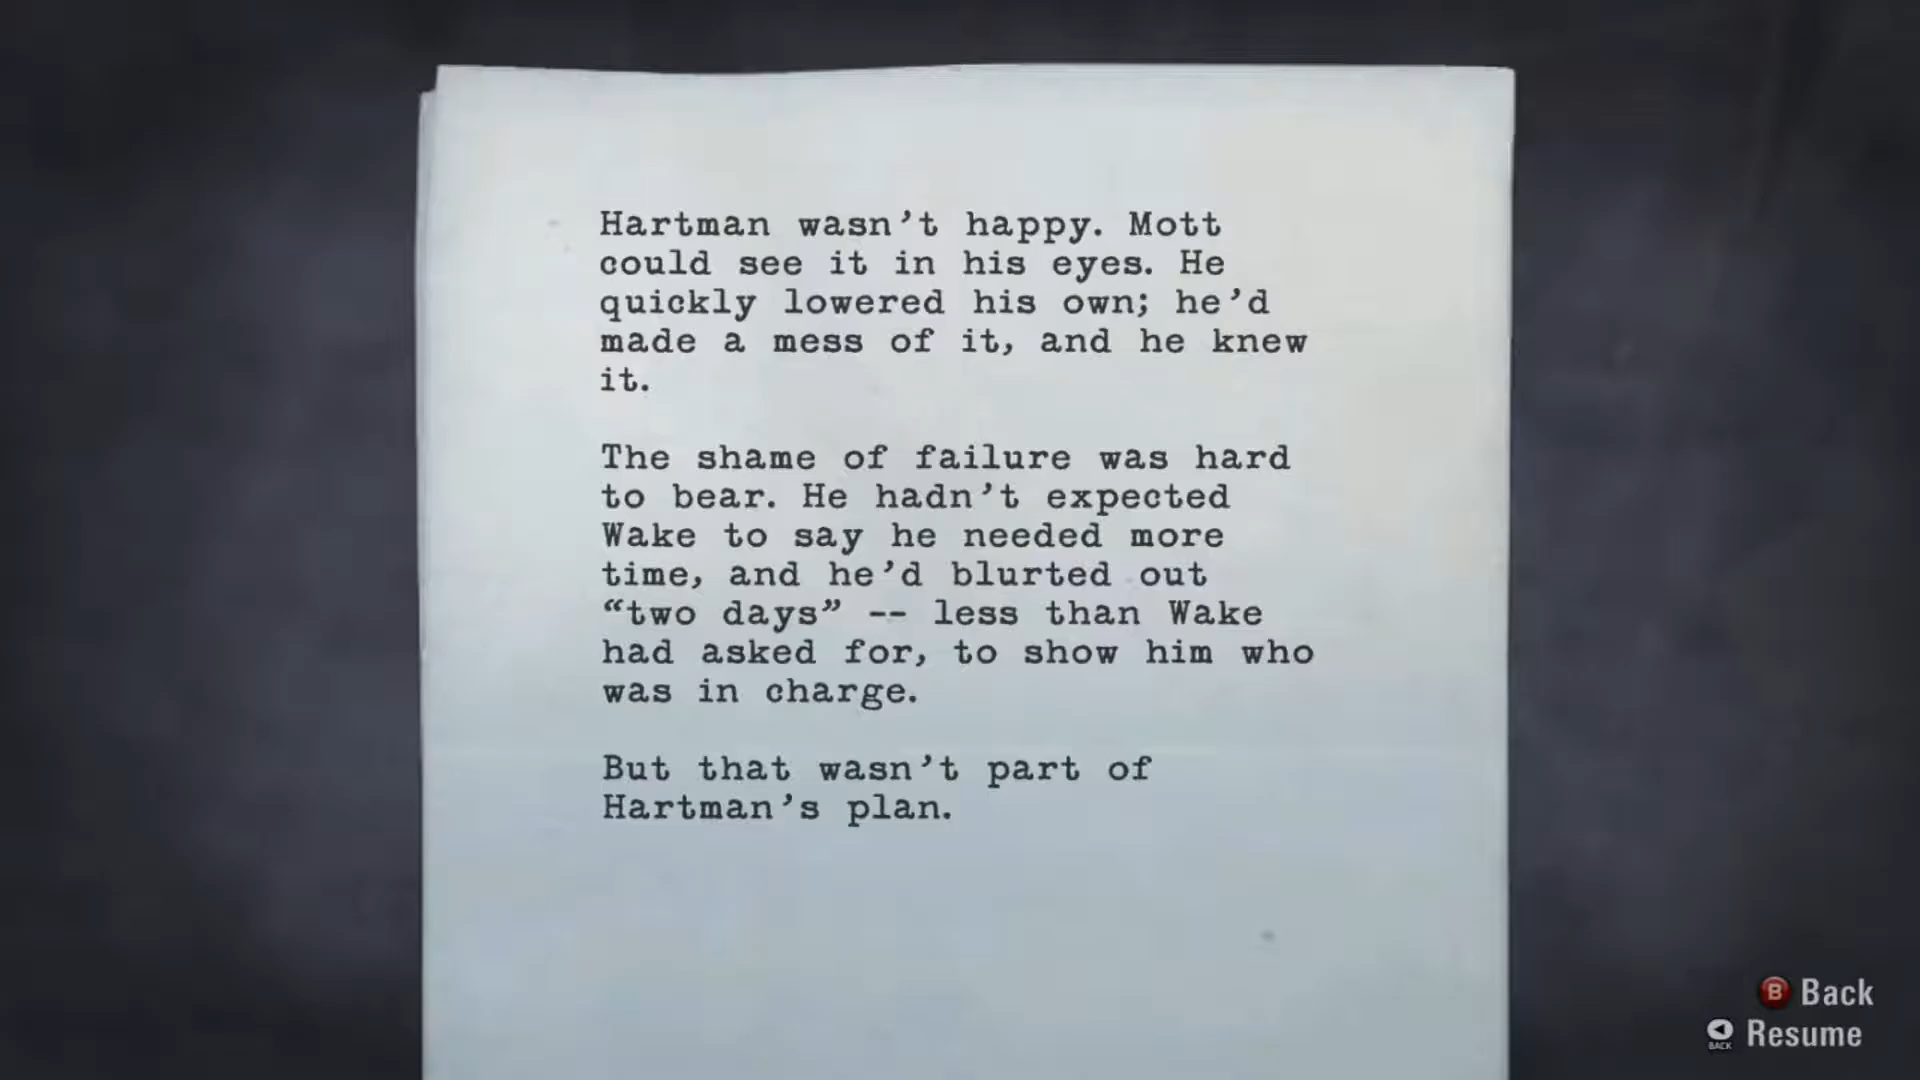 Hartman wasn’t happy. Mott
could see it in his eyes. He
quickly lowered his own; he’d
made a mess of it, and he knew
it.
The shame of failure was hard
to bear. He hadn’t expected
Wake to say he needed more
time, and he’d blurted out
“two days” -- less than Wake
had asked for, to show him who
was in charge.
But that wasn’t part of
Hartman’s plan.
B Back
BACK Resume